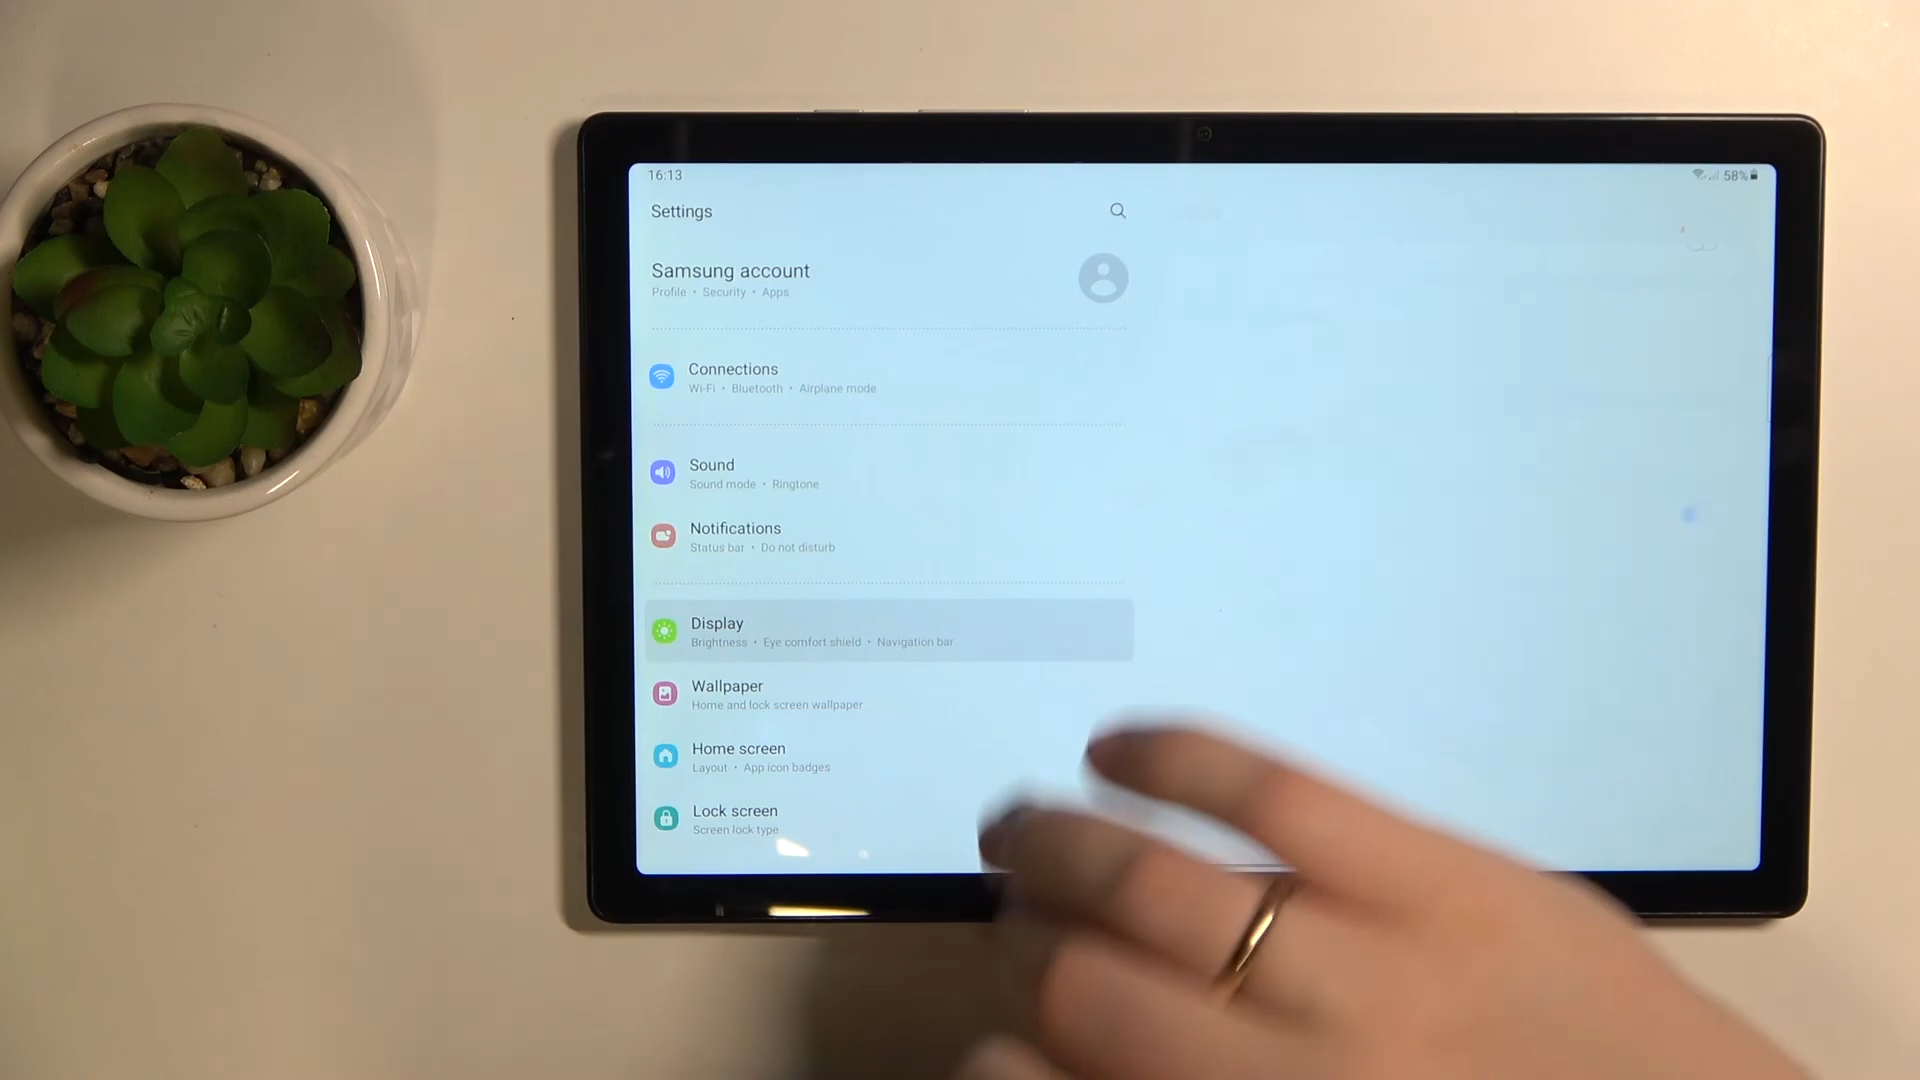 16:13
58%
Settings
Samsung account
Profile • Security • Apps
Connections
Wi-Fi • Bluetooth • Airplane mode
Sound
Sound mode • Ringtone
Notifications
Status bar • Do not disturb
Display
Brightness • Eye comfort shield • Navigation bar
Wallpaper
Home and lock screen wallpaper
Home screen
Layout • App icon badges
Lock screen
Screen lock type